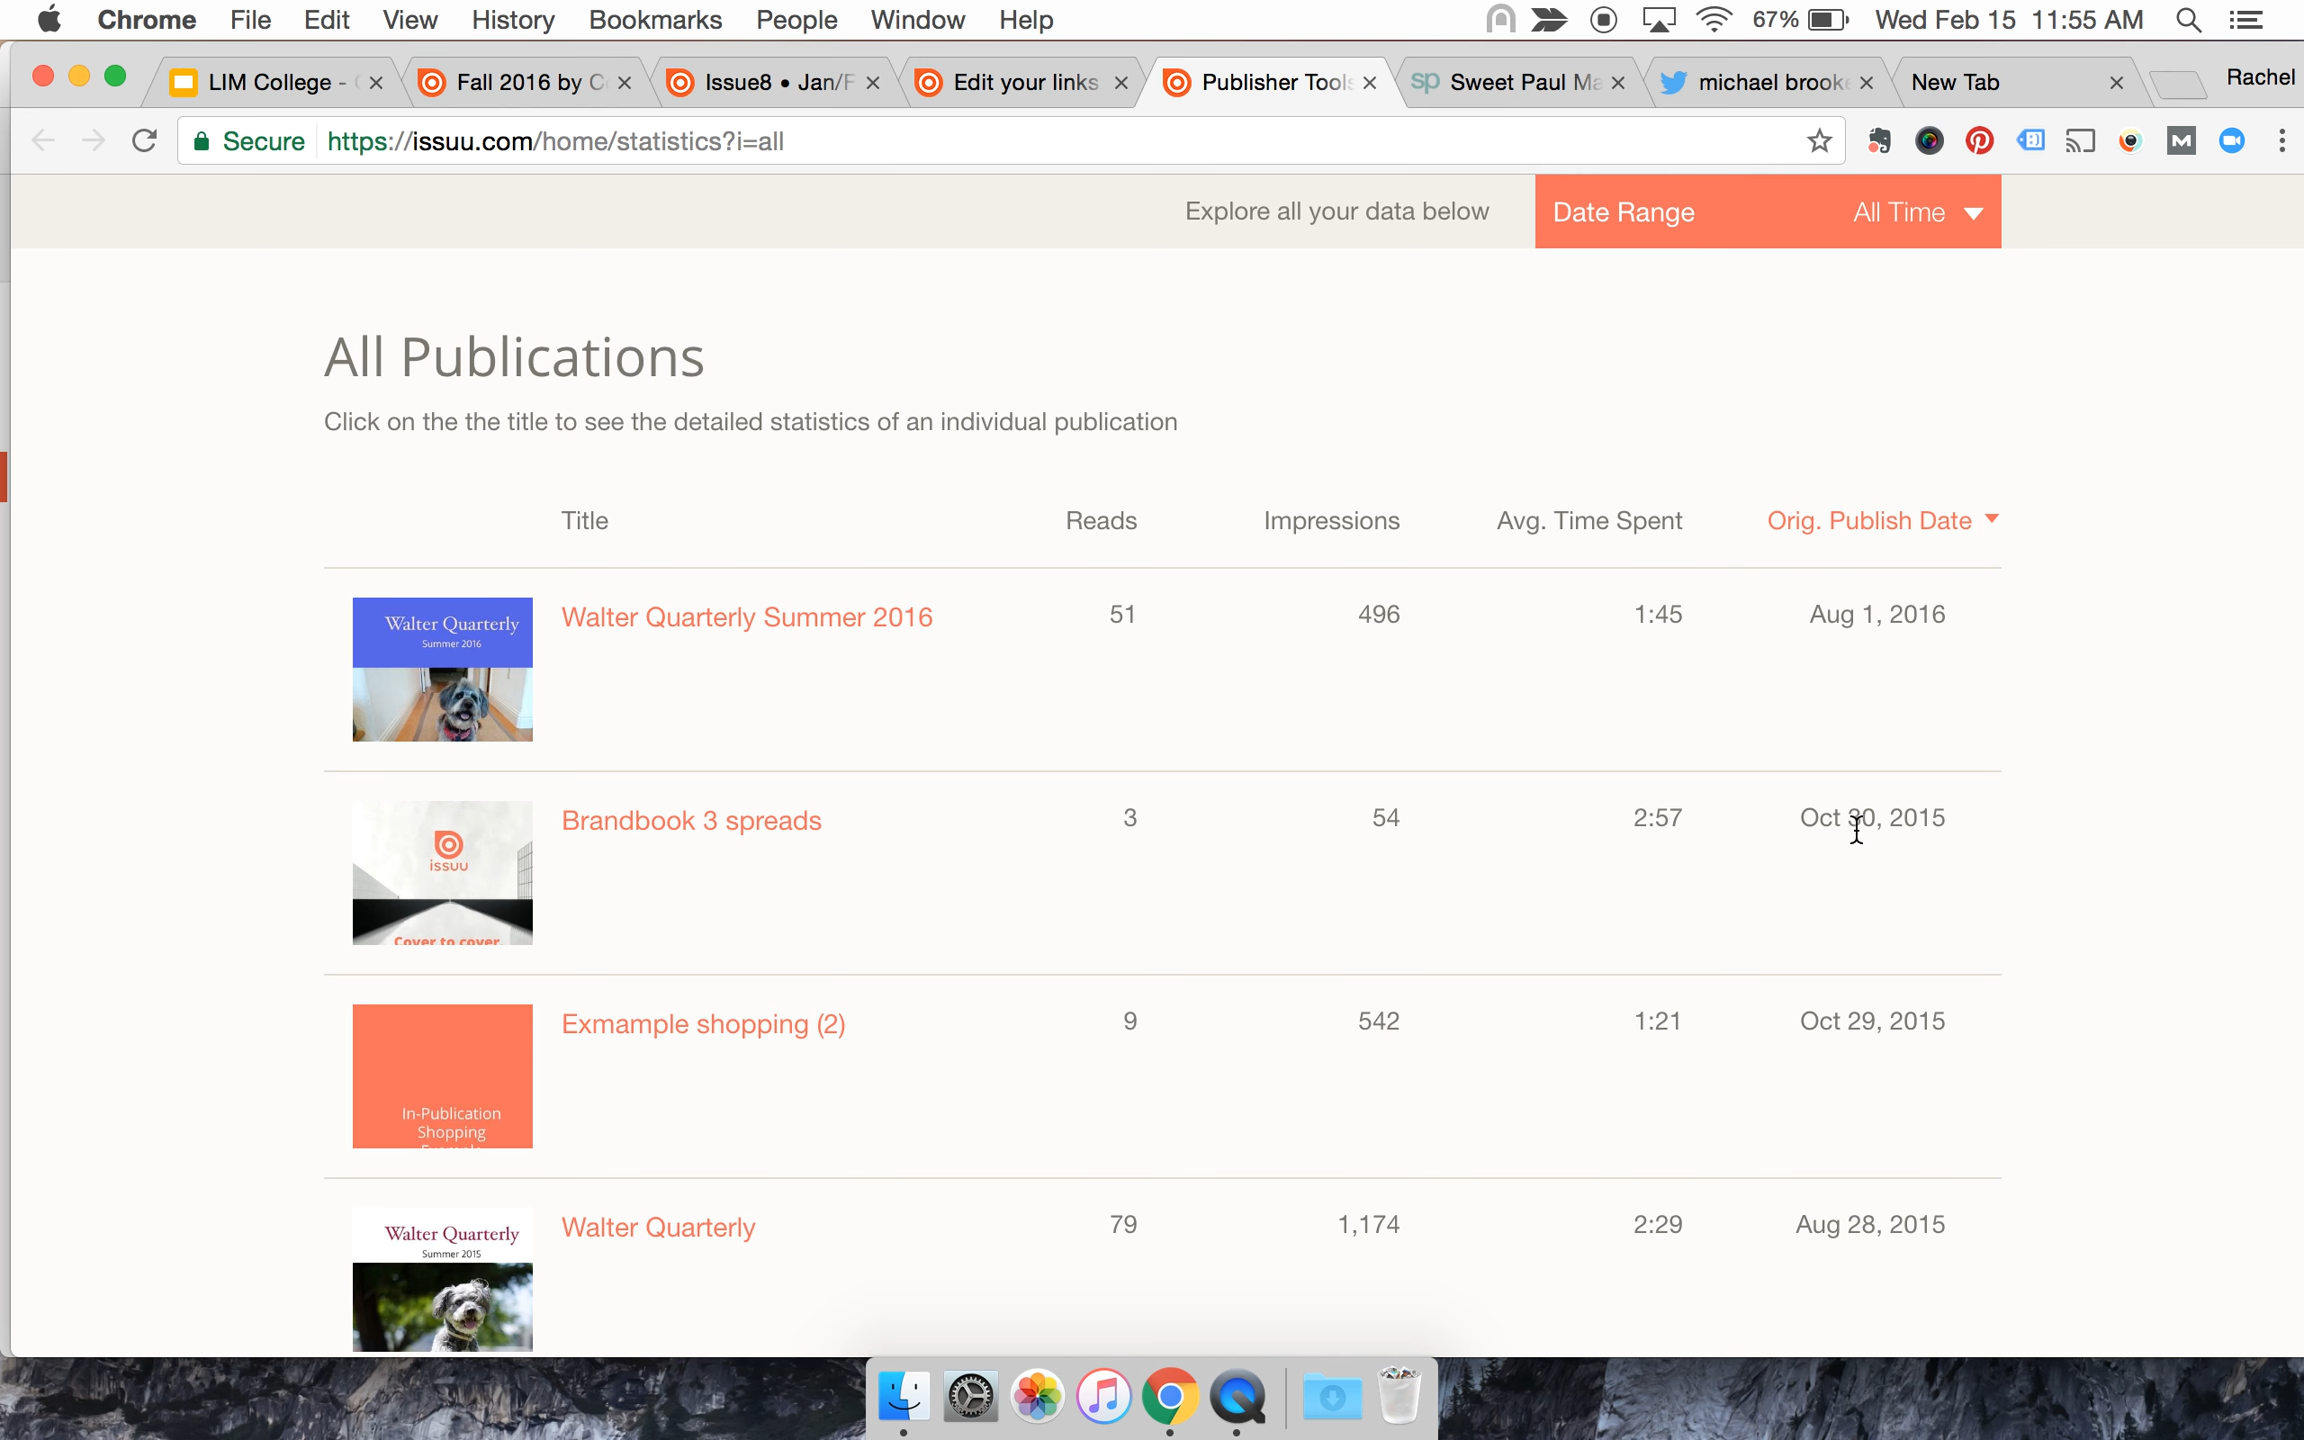 Chrome File Edit View History Bookmarks People Window Help 67% Wed Feb 15 11:55 AM
LIM College - Fall 2016 by Issue8 • Jan/F Edit your links Publisher Tools sp Sweet Paul Ma michael brooke New Tab Rachel
Secure https://issuu.com/home/statistics?i=all
Explore all your data below Date Range All Time
All Publications
Click on the the title to see the detailed statistics of an individual publication
Title Reads Impressions Avg. Time Spent Orig. Publish Date
Walter Quarterly
Summer 2016
Walter Quarterly Summer 2016 51 496 1:45 Aug 1, 2016
Brandbook 3 spreads 3 54 2:57 Oct 30, 2015
issuu
Cover to cover
Exmample shopping (2) 9 542 1:21 Oct 29, 2015
In-Publication
Shopping
Walter Quarterly
Summer 2015
Walter Quarterly 79 1,174 2:29 Aug 28, 2015